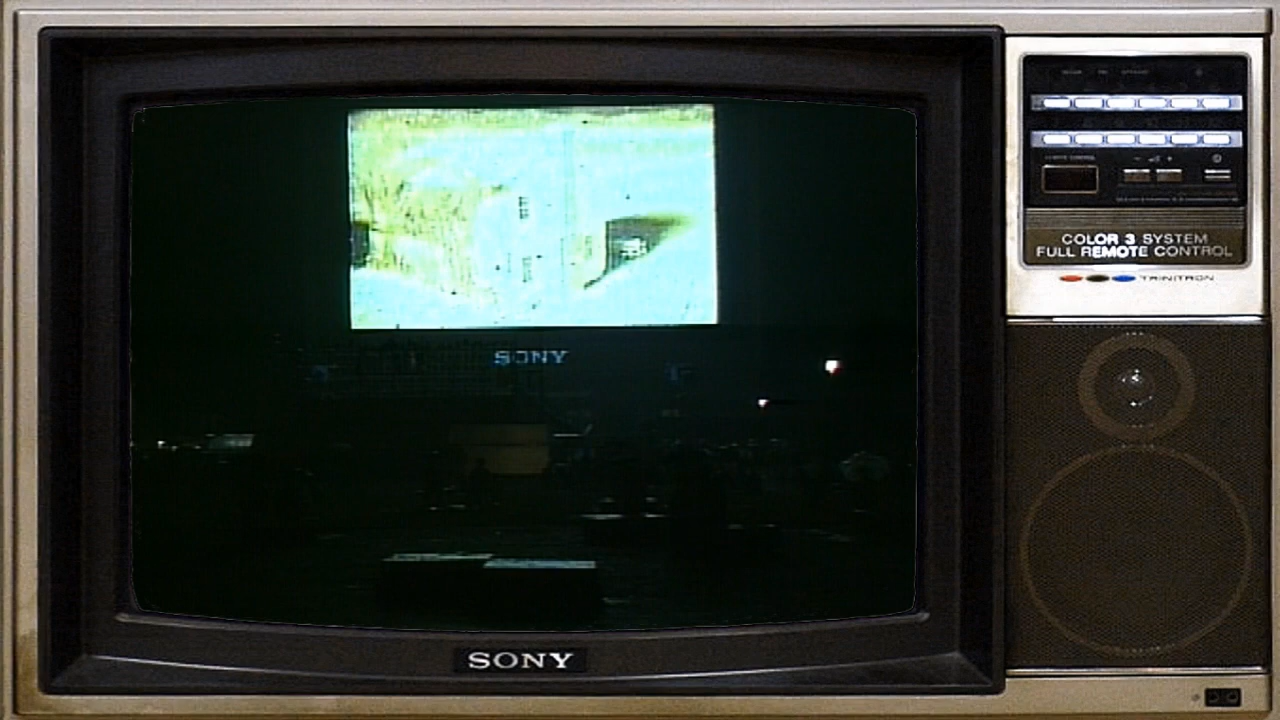 SONY
SONY
COLOR 3 SYSTEM
FULL REMOTE CONTROL
TRINITRON